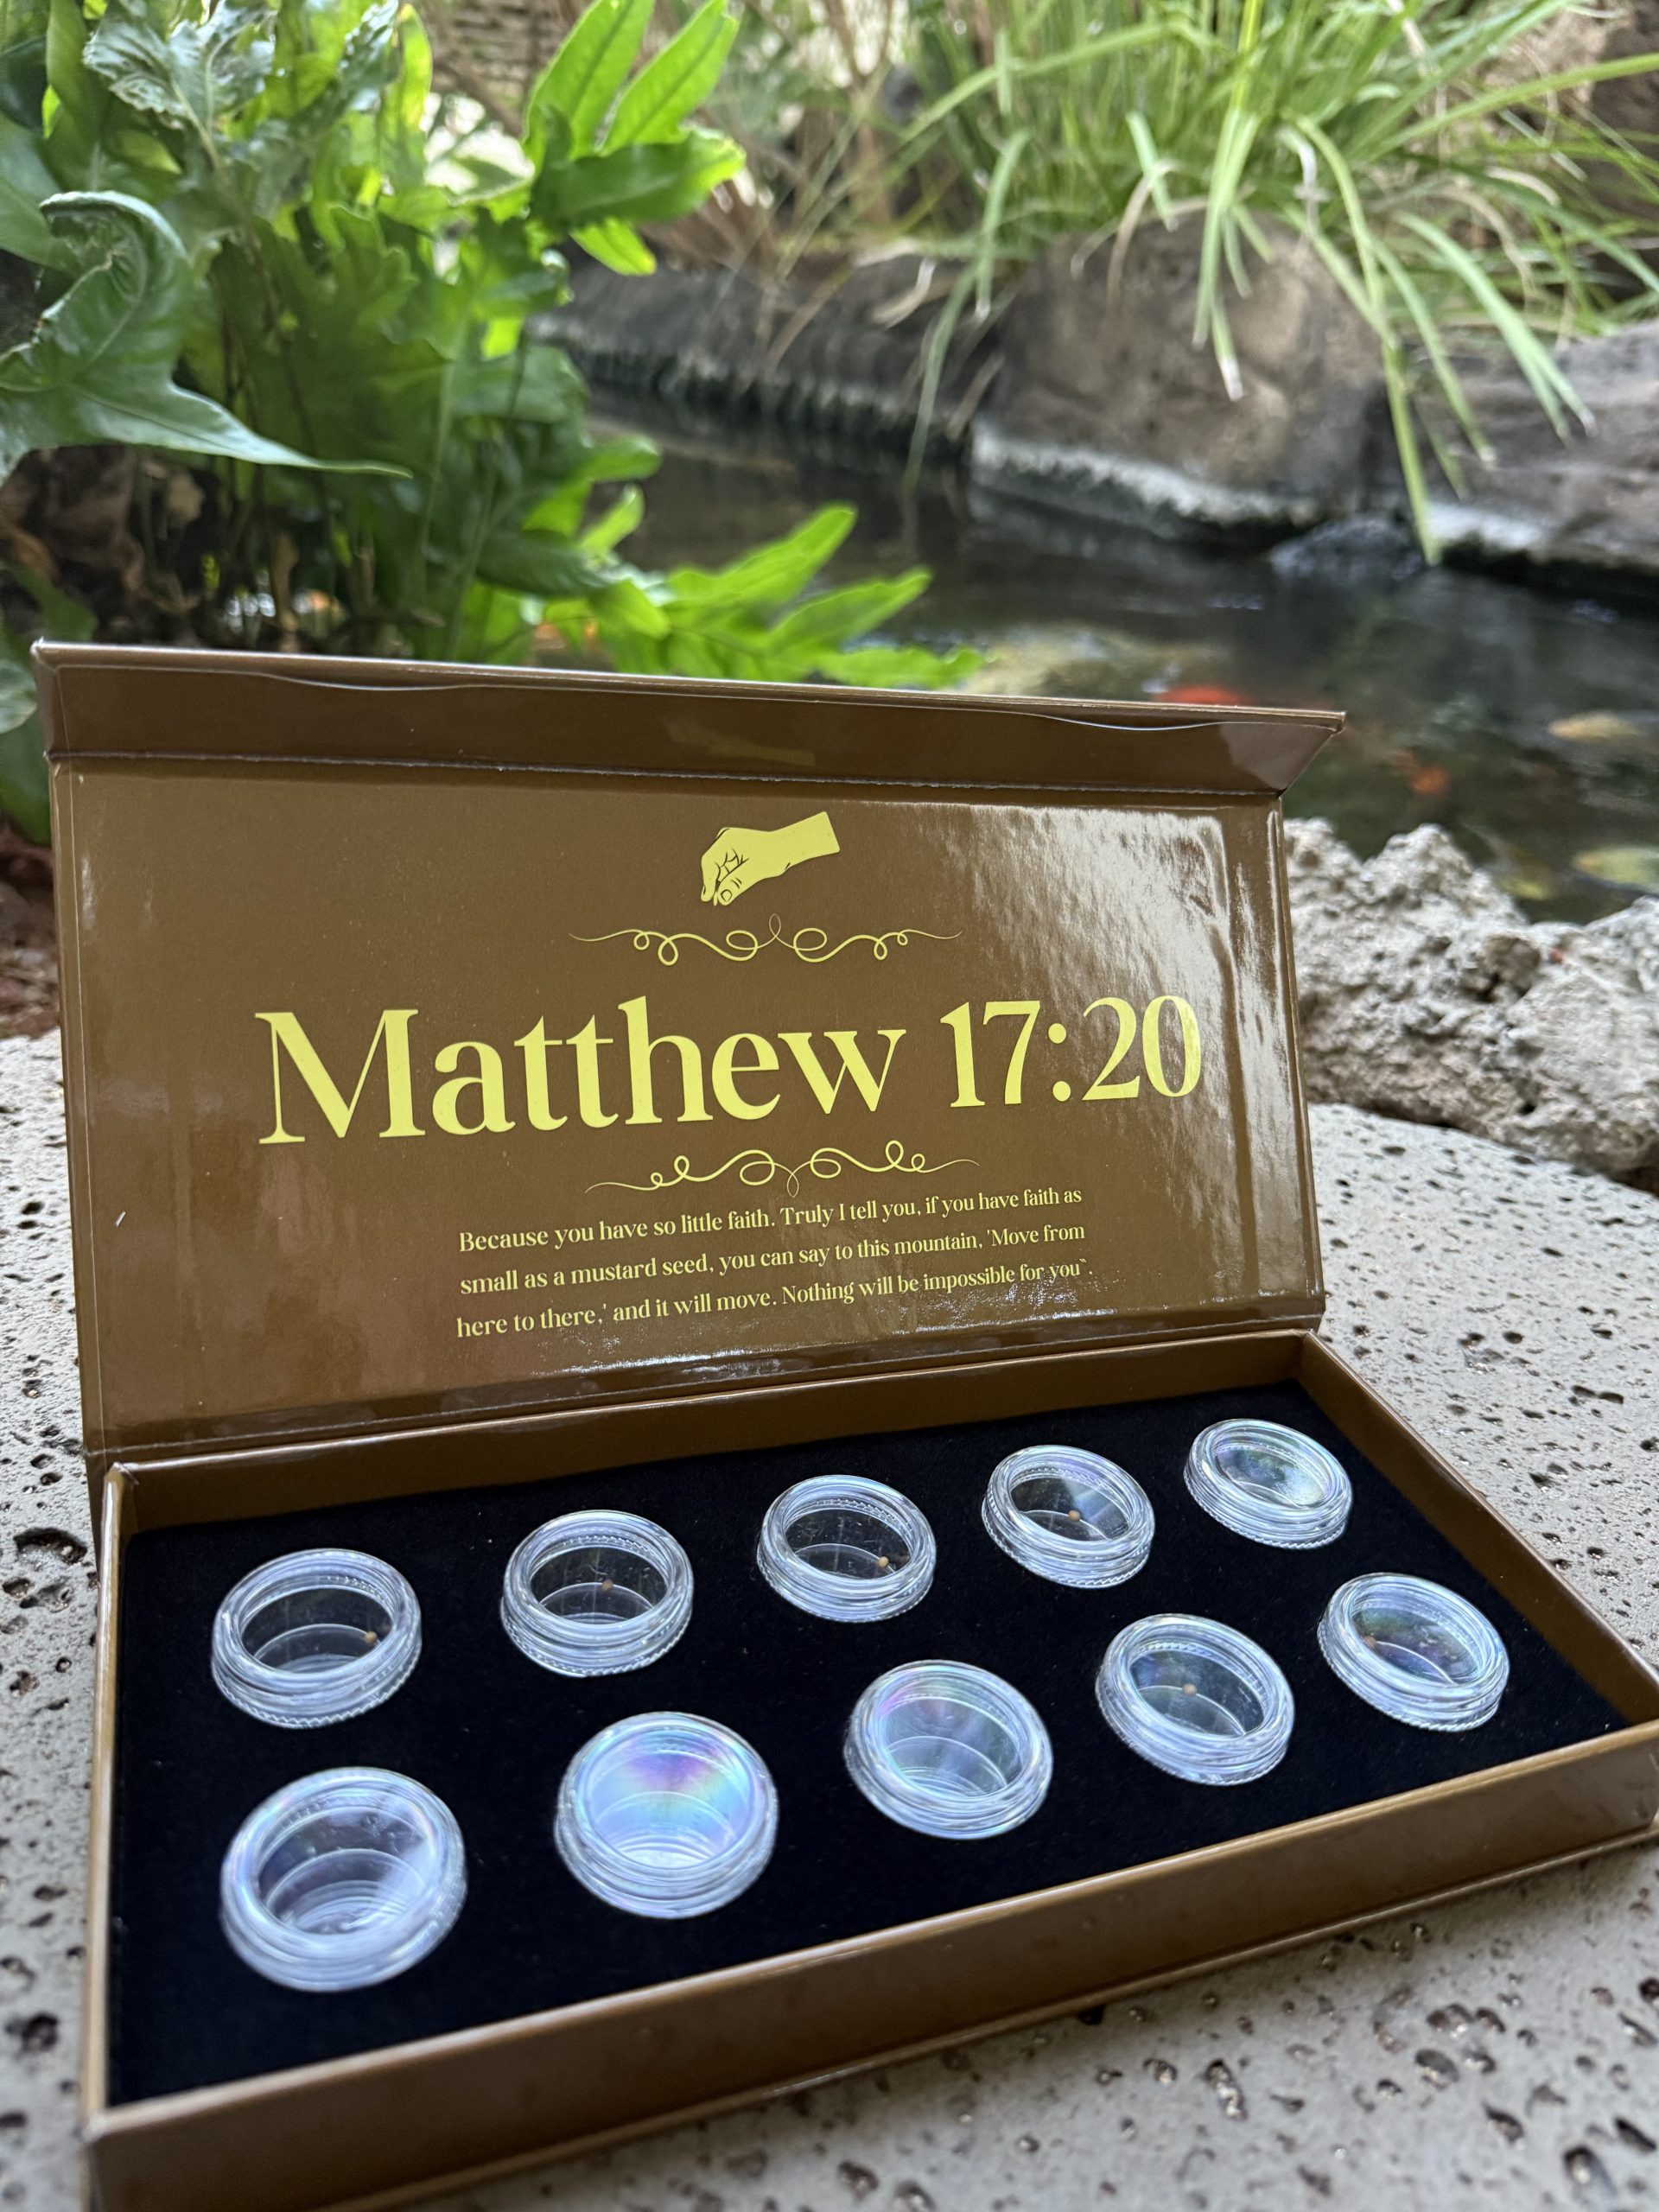 Matthew 17:20
Because you have so little faith. Truly I tell you, if you have faith as
small as a mustard seed, you can say to this mountain, 'Move from
here to there,' and it will move. Nothing will be impossible for you``.